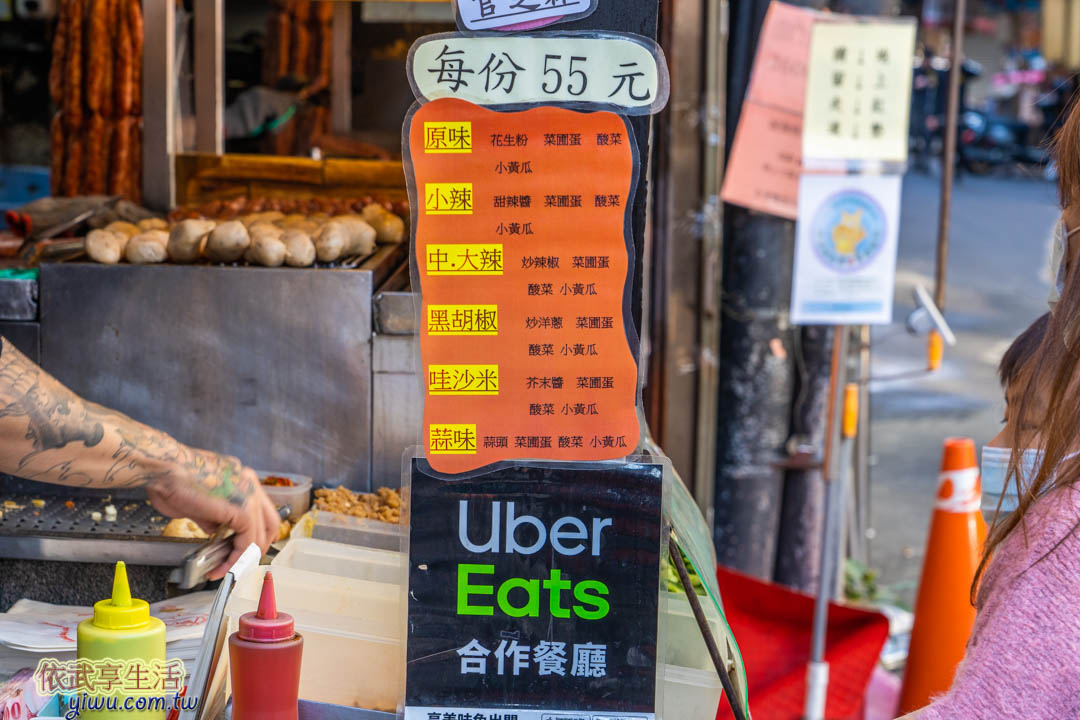 官芝霖
每份 55 元
原味 花生粉 菜圃蛋 酸菜
小黃瓜
小辣 甜辣醬 菜圃蛋 酸菜
小黃瓜
中.大辣 炒辣椒 菜圃蛋
酸菜 小黃瓜
黑胡椒 炒洋蔥 菜圃蛋
酸菜 小黃瓜
哇沙米 芥末醬 菜圃蛋
酸菜 小黃瓜
蒜味 蒜頭 菜圃蛋 酸菜 小黃瓜
Uber
Eats
合作餐廳
依武享生活
yiwu.com.tw